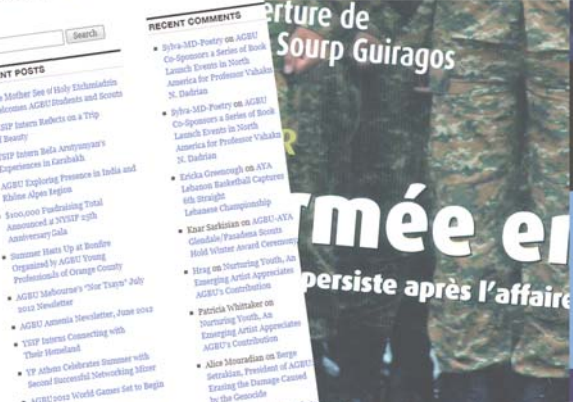 Search
NT POSTS
Mother See of Holy Etchmiadzin
lcomes AGBU Students and Scouts
SIP Intern Reflects on a Trip
Beauty
SIP Intern Bela Arutyunyan's
Experiences in Karabakh
AGBU Exploring Presence in India and
Rhône Alpes Region
$100,000 Fundraising Total
Announced at NYSIP 25th
Anniversary Gala
Summer Heats Up at Bonfire
Organized by AGBU Young
Professionals of Orange County
AGBU Melbourne's "Nor Tsayn" July
2012 Newsletter
AGBU Armenia Newsletter, June 2012
YSIP Interns Connecting with
Their Homeland
YP Athens Celebrates Summer with
Second Successful Networking Mixer
AGBU 2012 World Games Set to Begin
RECENT COMMENTS
Sylva-MD-Poetry on AGBU
Co-Sponsors a Series of Book
Launch Events in North
America for Professor Vahakn
N. Dadrian
Sylva-MD-Poetry on AGBU
Co-Sponsors a Series of Book
Launch Events in North
America for Professor Vahakn
N. Dadrian
Ericka Greenough on AYA
Lebanon Basketball Captures
6th Straight
Lebanese Championship
Knar Sarkisian on AGBU-AYA
Glendale/Pasadena Scouts
Hold Winter Award Ceremony
Hrag on Nurturing Youth, An
Emerging Artist Appreciates
AGBU's Contribution
Patricia Whittaker on
Nurturing Youth, An
Emerging Artist Appreciates
AGBU's Contribution
Alice Mouradian on Berge
Setrakian, President of AGBU:
Erasing the Damage Caused
by the Genocide
erture de
Sourp Guiragos
R
rmée en
persiste après l'affaire